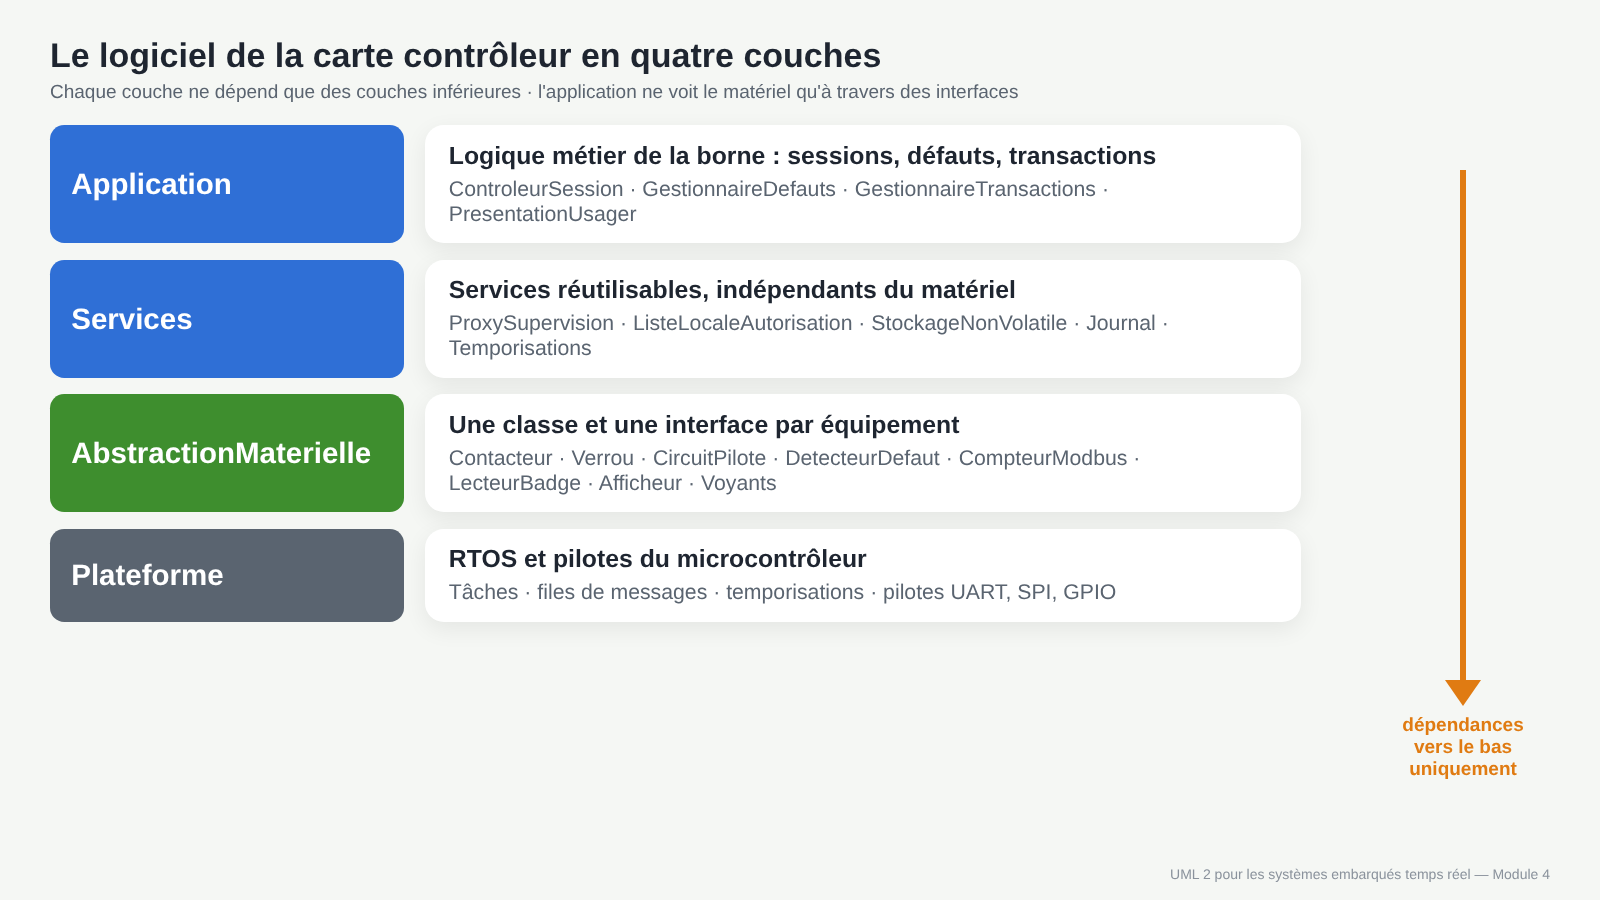 Le logiciel de la carte contrôleur en quatre couches
Chaque couche ne dépend que des couches inférieures · l'application ne voit le matériel qu'à travers des interfaces
Application
Logique métier de la borne : sessions, défauts, transactions
ControleurSession · GestionnaireDefauts · GestionnaireTransactions ·
PresentationUsager
Services
Services réutilisables, indépendants du matériel
ProxySupervision · ListeLocaleAutorisation · StockageNonVolatile · Journal ·
Temporisations
AbstractionMaterielle
Une classe et une interface par équipement
Contacteur · Verrou · CircuitPilote · DetecteurDefaut · CompteurModbus ·
LecteurBadge · Afficheur · Voyants
Plateforme
RTOS et pilotes du microcontrôleur
Tâches · files de messages · temporisations · pilotes UART, SPI, GPIO
dépendances
vers le bas
uniquement
UML 2 pour les systèmes embarqués temps réel — Module 4